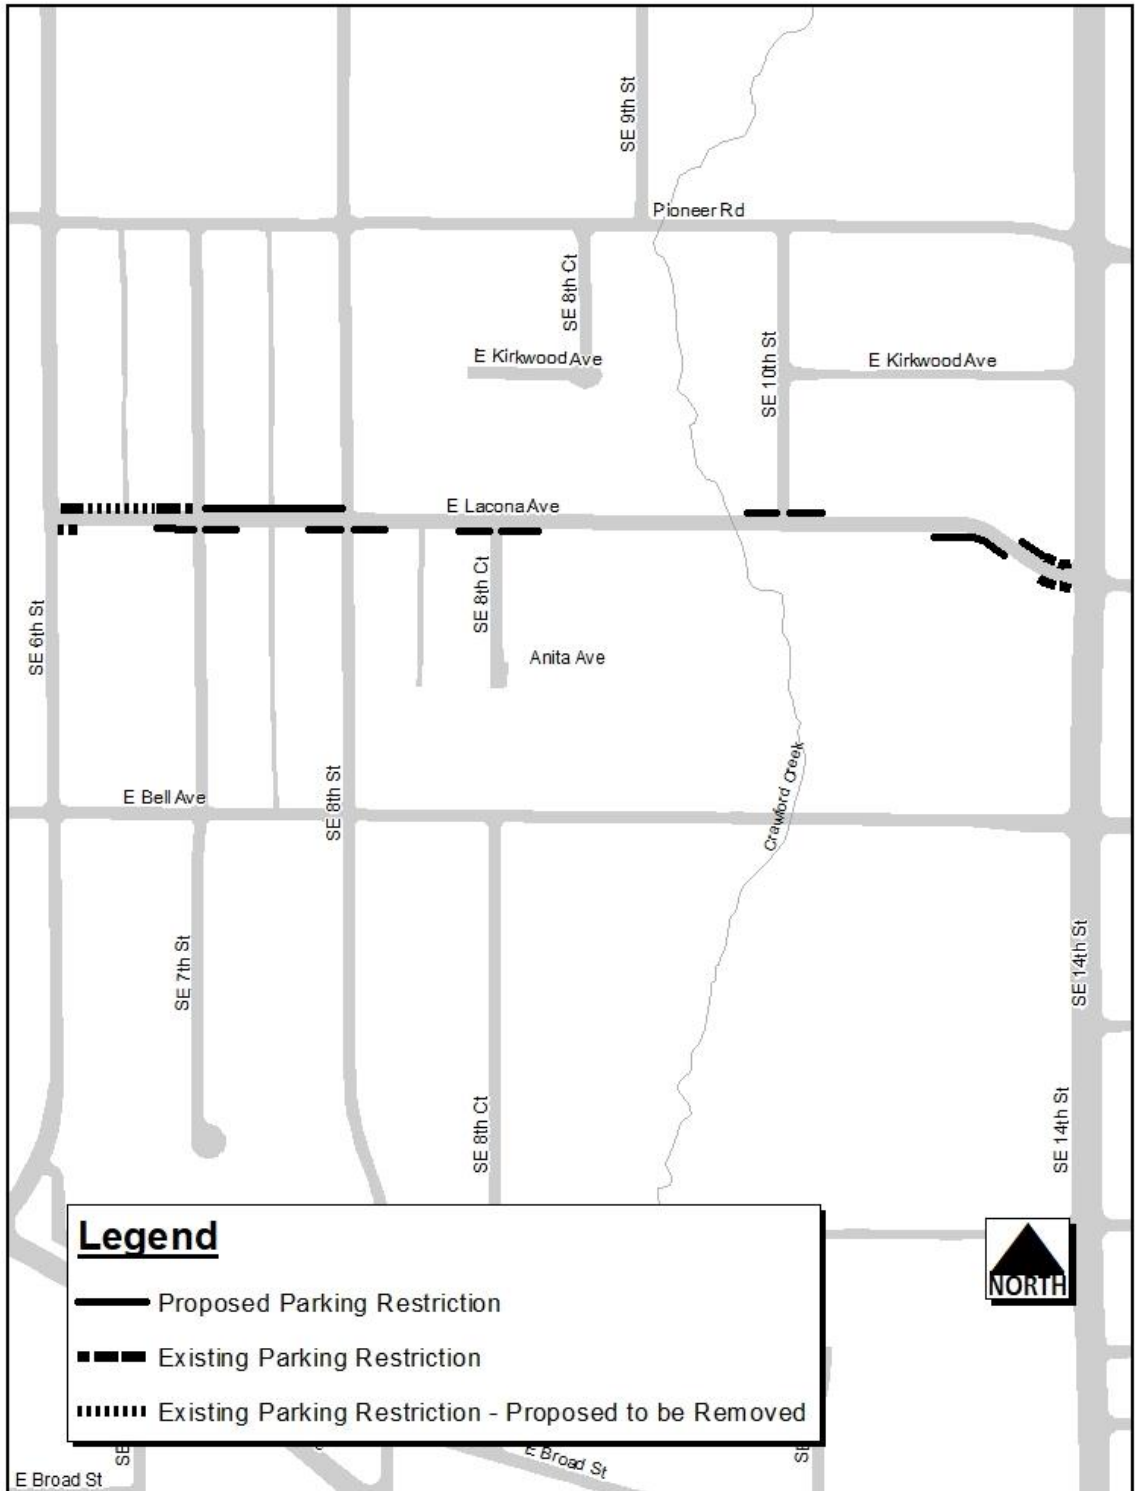 SE 9th St
Pioneer Rd
SE 8th Ct
E Kirkwood Ave
E Kirkwood Ave
SE 10th St
E Lacona Ave
SE 8th Ct
SE 6th St
Anita Ave
Crawford Creek
E Bell Ave
SE 8th St
SE 7th St
SE 14th St
SE 8th Ct
SE 14th St
Legend
Proposed Parking Restriction
Existing Parking Restriction
Existing Parking Restriction - Proposed to be Removed
NORTH
SE
E Broad St
E Broad St